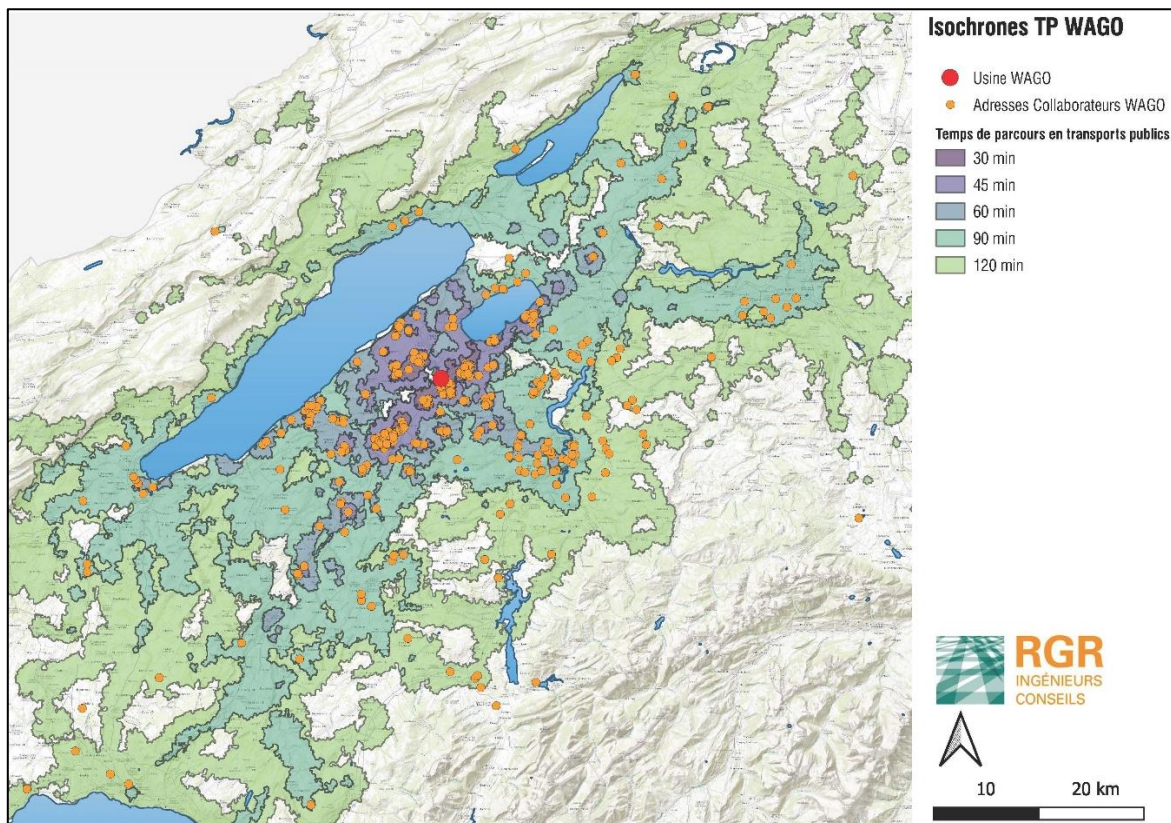 Isochrones TP WAGO
Usine WAGO
Adresses Collaborateurs WAGO
Temps de parcours en transports publics
30 min
45 min
60 min
90 min
120 min
RGR
INGÉNIEURS
CONSEILS
10 20 km